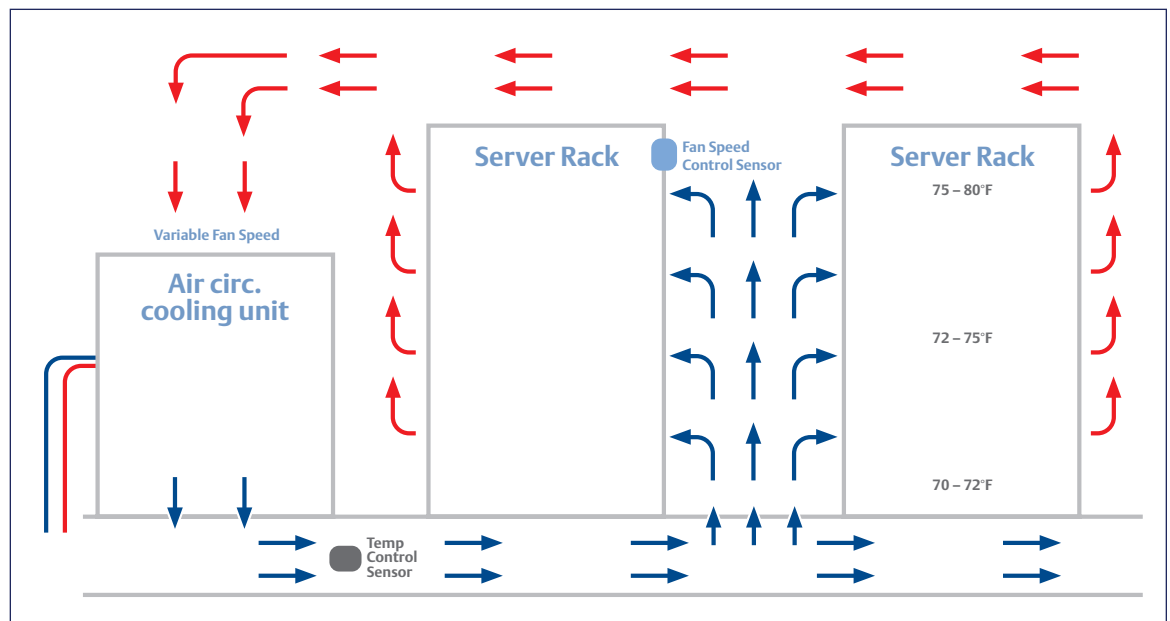 Server Rack
Fan Speed
Control Sensor
Server Rack
75 – 80°F
Variable Fan Speed
Air circ.
cooling unit
72 – 75°F
70 – 72°F
Temp
Control
Sensor